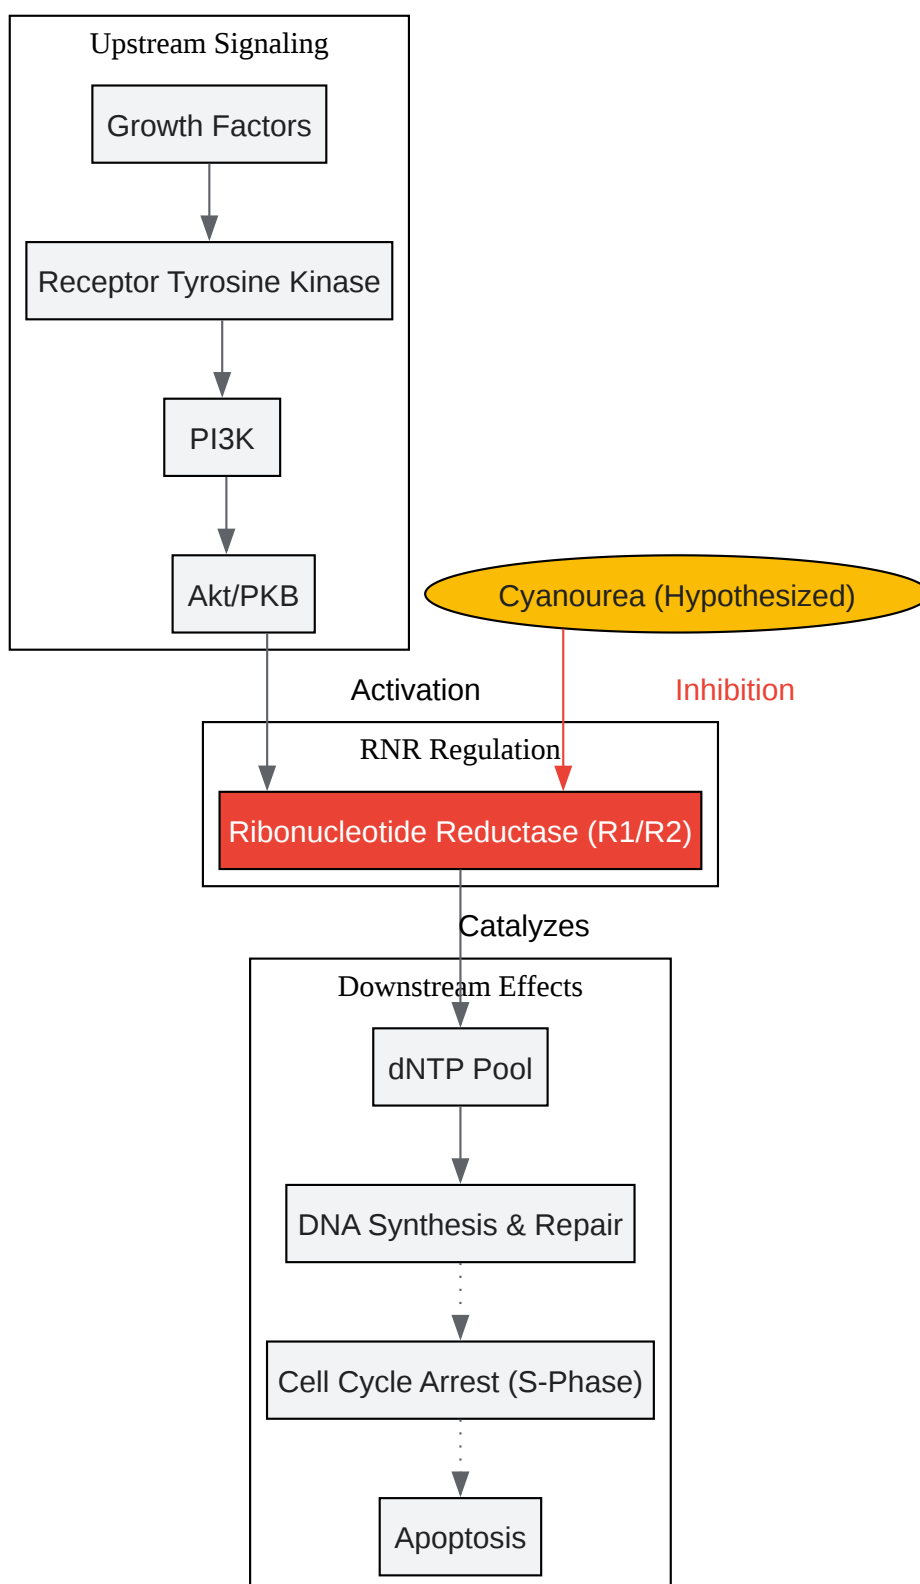 Upstream Signaling
Growth Factors
Receptor Tyrosine Kinase
PI3K
Akt/PKB
Cyanourea (Hypothesized)
Activation
Inhibition
RNR Regulation
Ribonucleotide Reductase (R1/R2)
Catalyzes
Downstream Effects
dNTP Pool
DNA Synthesis & Repair
Cell Cycle Arrest (S-Phase)
Apoptosis